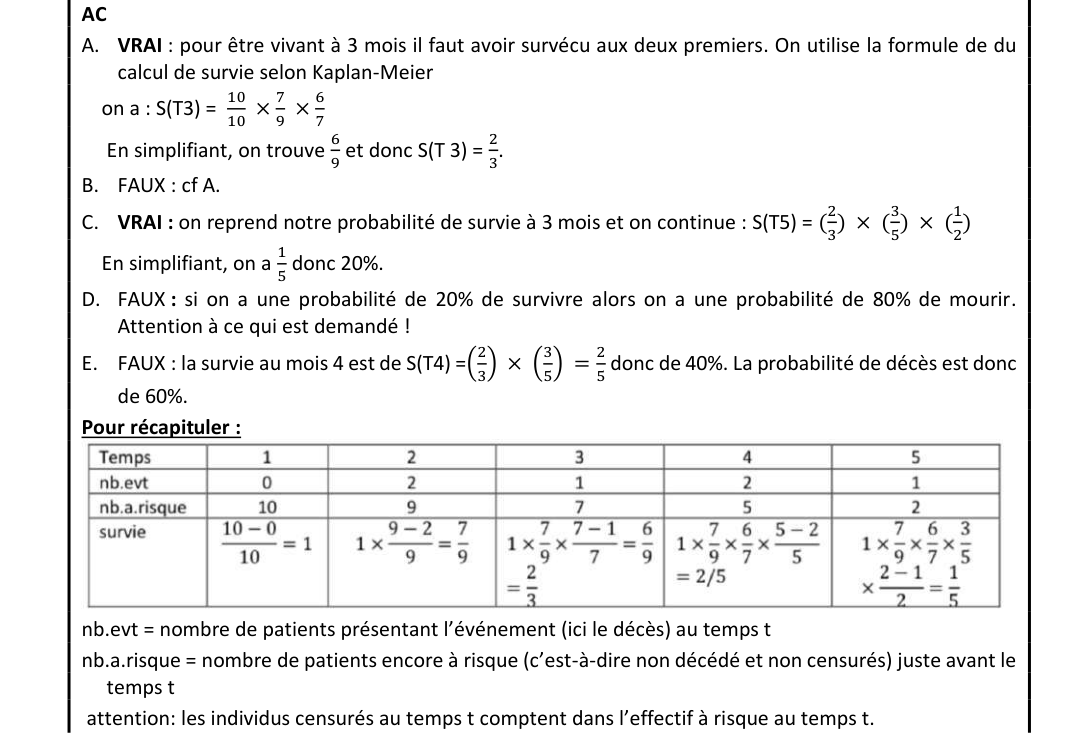 AC
A. VRAI : pour être vivant à 3 mois il faut avoir survécu aux deux premiers. On utilise la formule de du
calcul de survie selon Kaplan-Meier
on a : S(T3) = 10/10 × 7/9 × 6/7
En simplifiant, on trouve 6/9 et donc S(T 3) = 2/3.
B. FAUX : cf A.
C. VRAI : on reprend notre probabilité de survie à 3 mois et on continue : S(T5) = (2/3) × (3/5) × (1/2)
En simplifiant, on a 1/5 donc 20%.
D. FAUX : si on a une probabilité de 20% de survivre alors on a une probabilité de 80% de mourir.
Attention à ce qui est demandé !
E. FAUX : la survie au mois 4 est de S(T4) =(2/3) × (3/5) = 2/5 donc de 40%. La probabilité de décès est donc
de 60%.
Pour récapituler :
Temps 1 2 3 4 5
nb.evt 0 2 1 2 1
nb.a.risque 10 9 7 5 2
survie (10 − 0)/10 = 1 1 × (9 − 2)/9 = 7/9 1 × 7/9 × (7 − 1)/7 = 6/9 = 2/3 1 × 7/9 × 6/7 × (5 − 2)/5 = 2/5 1 × 7/9 × 6/7 × 3/5 × (2 − 1)/2 = 1/5
nb.evt = nombre de patients présentant l'événement (ici le décès) au temps t
nb.a.risque = nombre de patients encore à risque (c'est-à-dire non décédé et non censurés) juste avant le
temps t
attention: les individus censurés au temps t comptent dans l'effectif à risque au temps t.